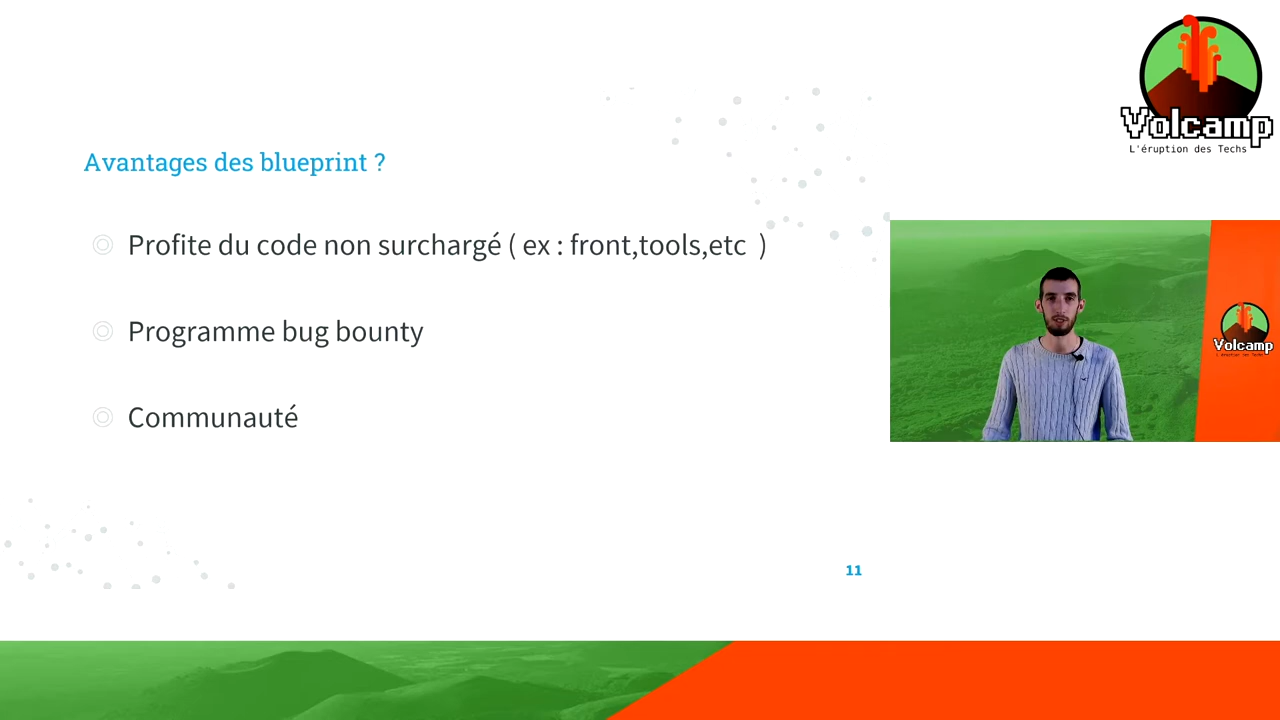 Volcamp
L'éruption des Techs
Avantages des blueprint ?
Profite du code non surchargé ( ex : front,tools,etc  )
Programme bug bounty
Communauté
Volcamp
11